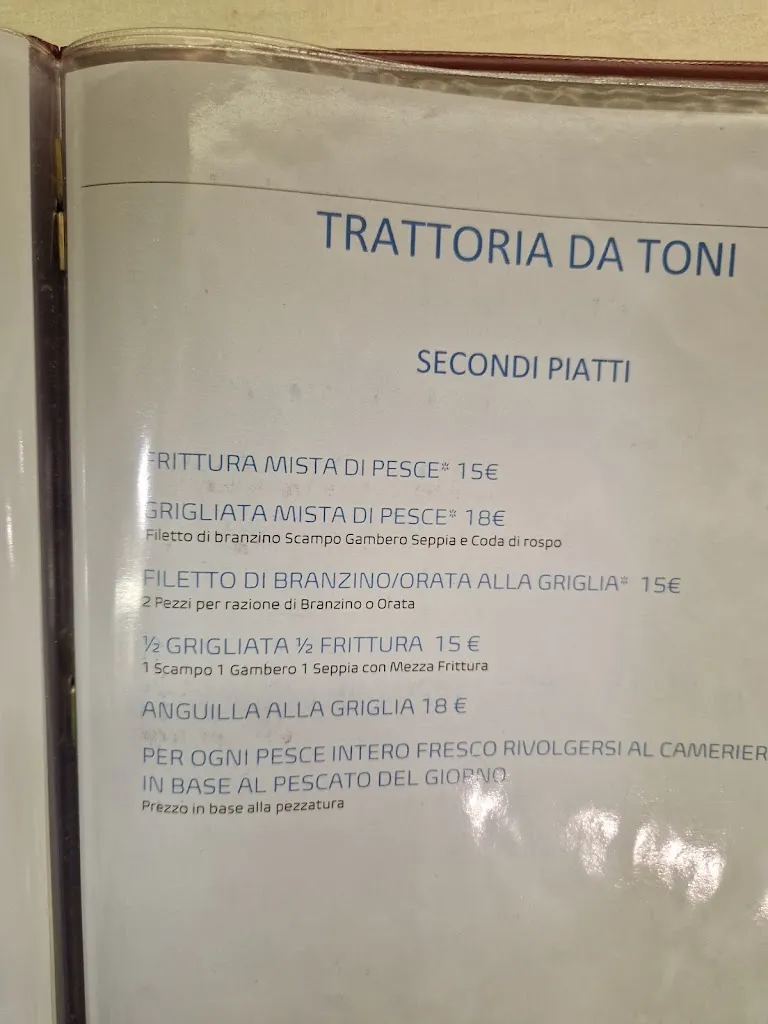 TRATTORIA DA TONI
SECONDI PIATTI
FRITTURA MISTA DI PESCE* 15€
GRIGLIATA MISTA DI PESCE* 18€
Filetto di branzino Scampo Gambero Seppia e Coda di rospo
FILETTO DI BRANZINO/ORATA ALLA GRIGLIA* 15€
2 Pezzi per razione di Branzino o Orata
½ GRIGLIATA ½ FRITTURA 15 €
1 Scampo 1 Gambero 1 Seppia con Mezza Frittura
ANGUILLA ALLA GRIGLIA 18 €
PER OGNI PESCE INTERO FRESCO RIVOLGERSI AL CAMERIER
IN BASE AL PESCATO DEL GIORNO
Prezzo in base alla pezzatura